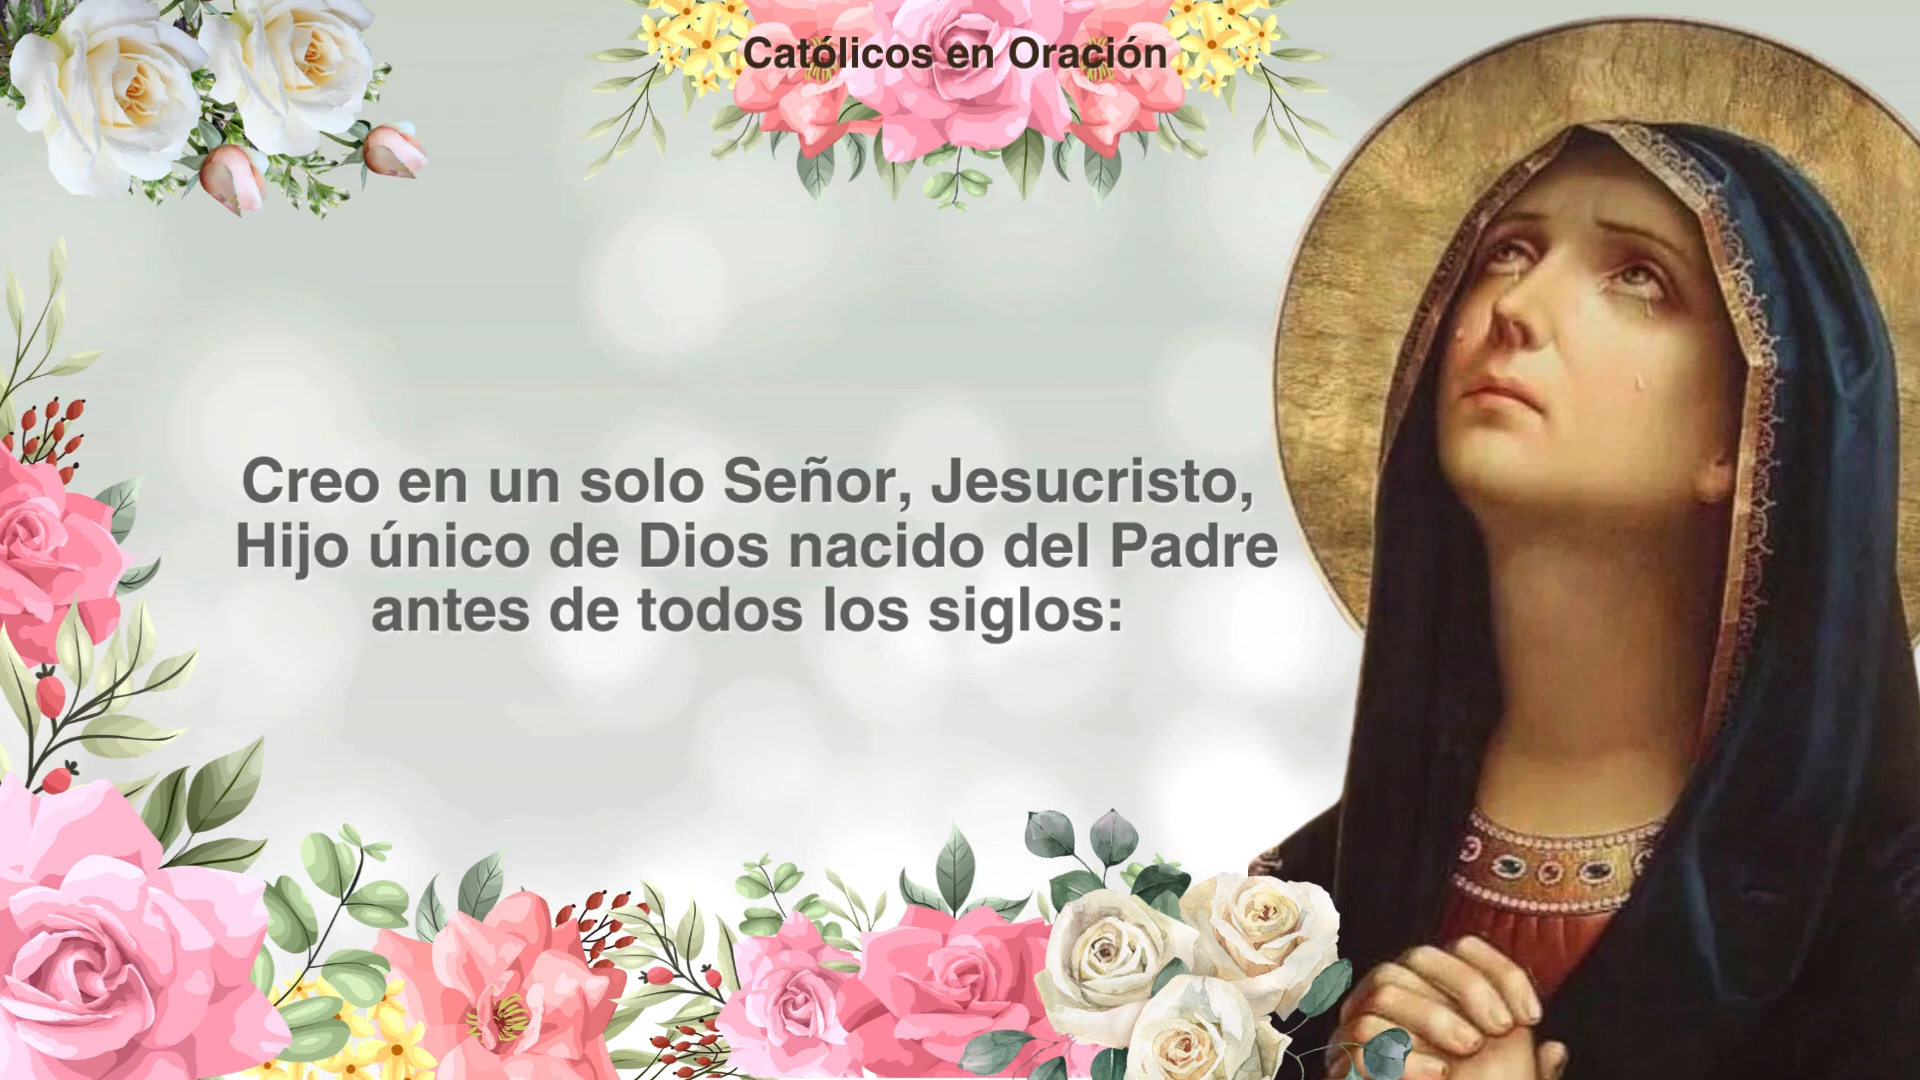 Católicos en Oración
Creo en un solo Señor, Jesucristo,
Hijo único de Dios nacido del Padre
antes de todos los siglos: